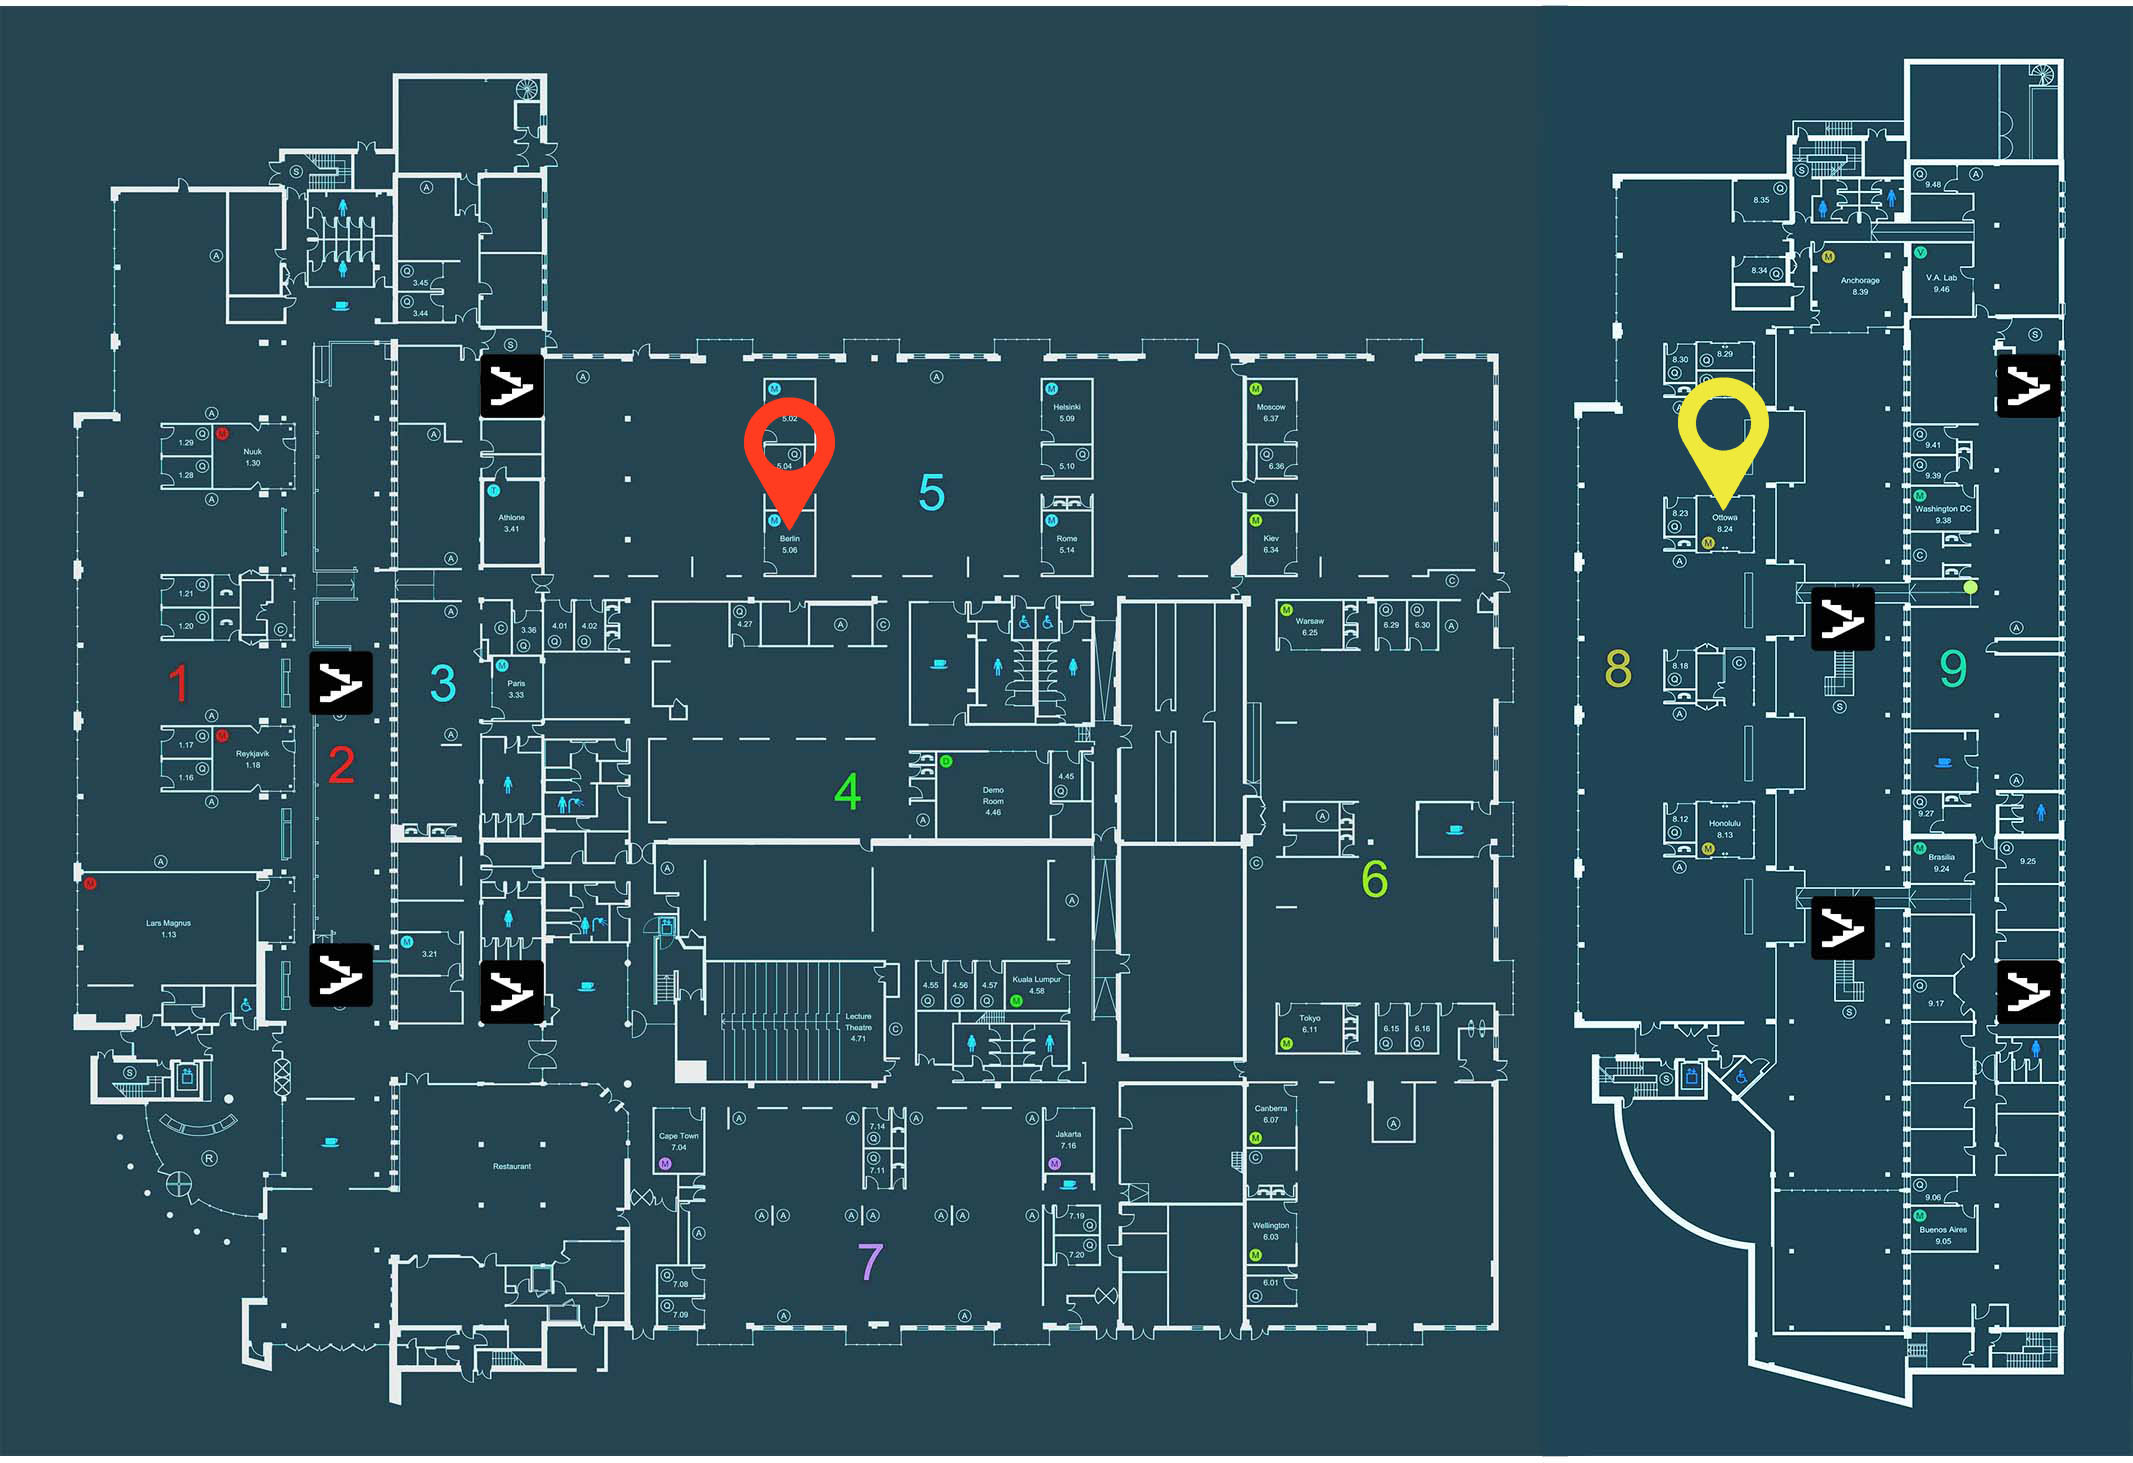 S
A
A
Q
3.45
Q
3.44
S
A
A
A
1.29
Q
M
Nuuk
1.30
1.28
Q
A
A
T
Athlone
3.41
A
M
5.02
Q
5.04
M
Berlin
5.06
5
M
Helsinki
5.09
Q
5.10
M
Rome
5.14
M
Moscow
6.37
Q
6.36
A
M
Kiev
6.34
C
1.21
Q
1.20
Q
C
A
C
3.36
Q
4.01
Q
4.02
Q
Q
4.27
A
C
M
Warsaw
6.25
6.29
Q
6.30
Q
A
1
A
3
M
Paris
3.33
A
2
1.17
Q
M
Reykjavik
1.18
1.16
Q
A
A
4
D
Demo
Room
4.46
4.45
Q
A
A
M
Lars Magnus
1.13
M
3.21
A
A
C
6
4.55
Q
4.56
Q
4.57
Q
Kuala Lumpur
4.58
M
Lecture
Theatre
4.71
C
Tokyo
6.11
M
6.15
Q
6.16
Q
S
R
Restaurant
Cape Town
7.04
M
A
A
7.14
Q
Q
7.11
A
A
Jakarta
7.16
M
Canberra
6.07
M
C
A
A
A
A
A
A
A
A
A
7
7.19
Q
Q
7.20
Wellington
6.03
M
Q
7.08
Q
7.09
6.01
Q
A
A
S
Q
8.35
Q
9.48
A
M
Anchorage
8.39
V
V.A. Lab
9.46
8.34
Q
S
8.30
Q
8.29
Q
Q
9.41
Q
9.39
M
Washington DC
9.38
8.23
Q
Ottowa
8.24
M
A
C
A
8
8.18
Q
C
A
S
9
A
8.12
Q
Honolulu
8.13
M
A
Q
9.27
M
Brasilia
9.24
Q
9.25
Q
9.17
S
S
Q
9.06
M
Buenos Aires
9.05